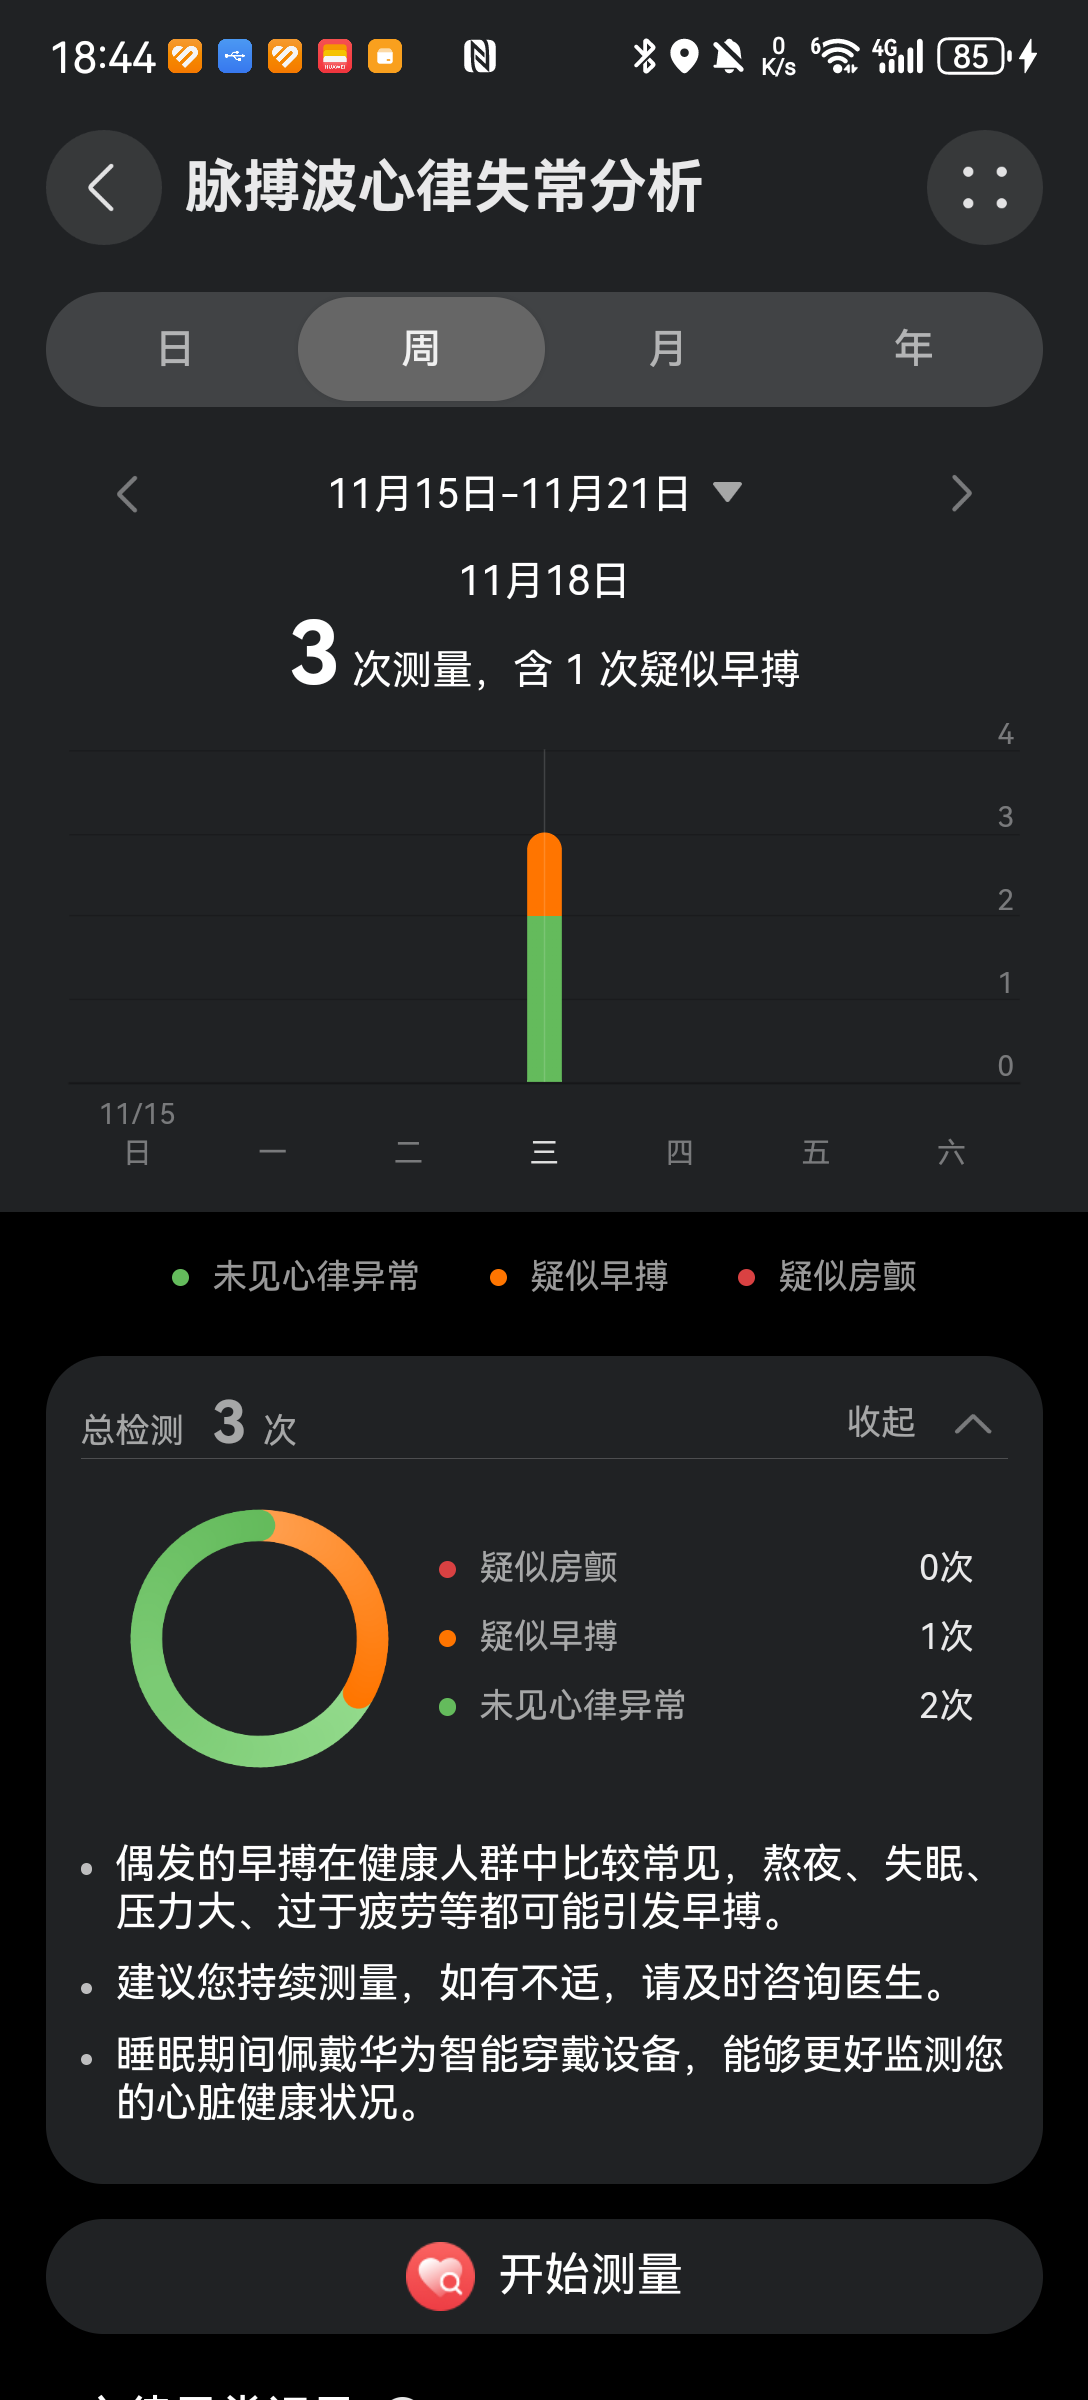 18:44
0
K/s
6
4G
85
脉搏波心律失常分析
日 周 月 年
11月15日-11月21日
11月18日
3 次测量，含 1 次疑似早搏
4
3
2
1
0
11/15
日 一 二 三 四 五 六
未见心律异常 疑似早搏 疑似房颤
总检测 3 次 收起
疑似房颤 0次
疑似早搏 1次
未见心律异常 2次
• 偶发的早搏在健康人群中比较常见，熬夜、失眠、
压力大、过于疲劳等都可能引发早搏。
• 建议您持续测量，如有不适，请及时咨询医生。
• 睡眠期间佩戴华为智能穿戴设备，能够更好监测您
的心脏健康状况。
开始测量